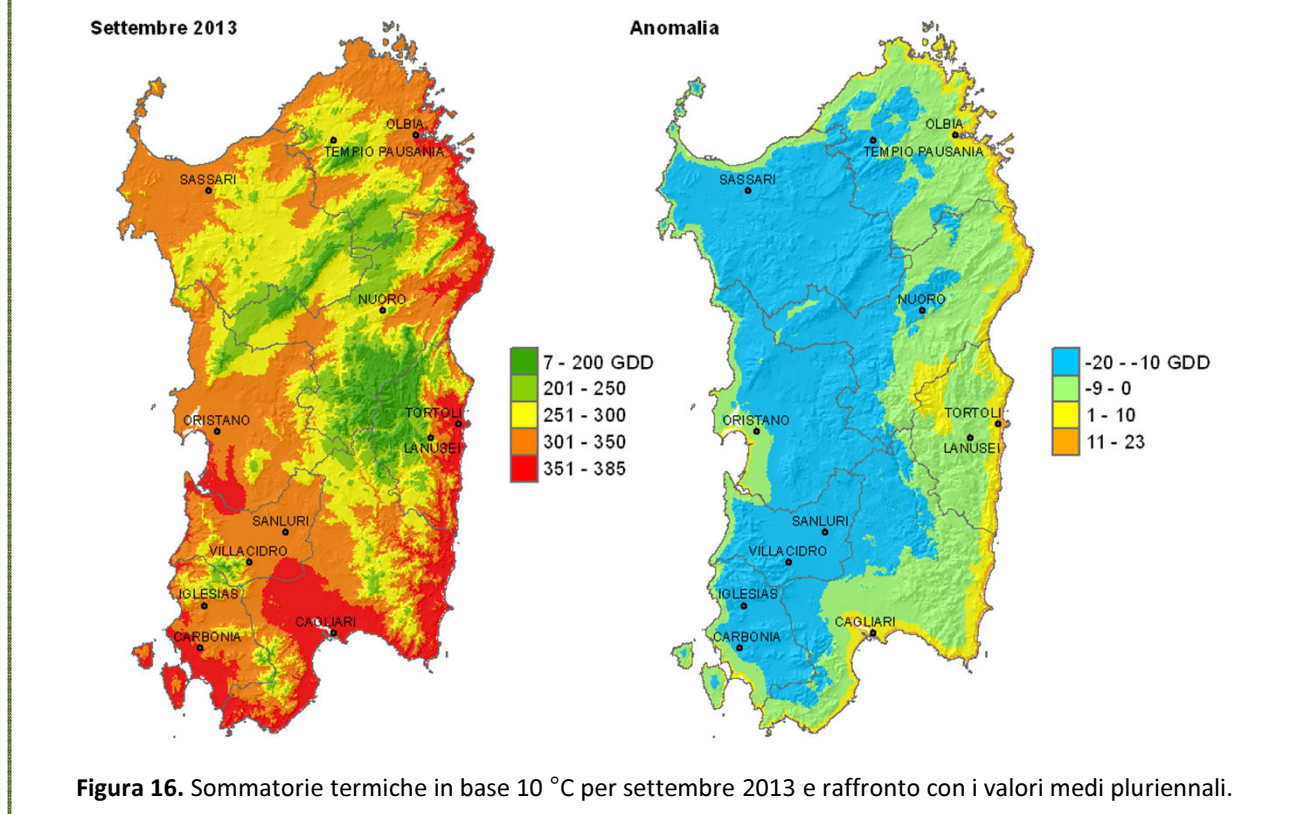 Settembre 2013
OLBIA
TEMPIO PAUSANIA
SASSARI
NUORO
ORISTANO
TORTOLI
LANUSEI
SANLURI
VILLACIDRO
IGLESIAS
CAGLIARI
CARBONIA
7 - 200 GDD
201 - 250
251 - 300
301 - 350
351 - 385
Anomalia
OLBIA
TEMPIO PAUSANIA
SASSARI
NUORO
ORISTANO
TORTOLI
LANUSEI
SANLURI
VILLACIDRO
IGLESIAS
CAGLIARI
CARBONIA
-20 - -10 GDD
-9 - 0
1 - 10
11 - 23
Figura 16. Sommatorie termiche in base 10 °C per settembre 2013 e raffronto con i valori medi pluriennali.